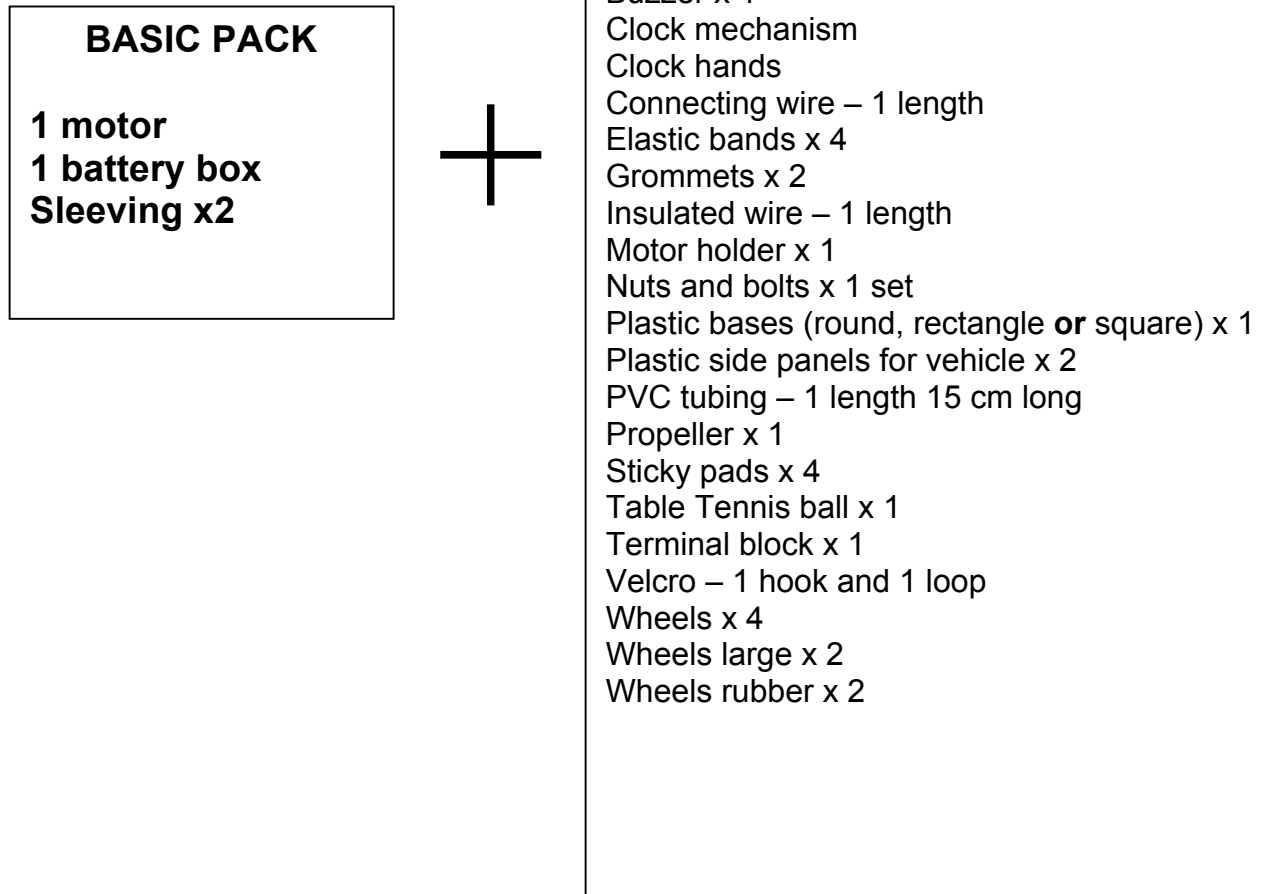 BASIC PACK
1 motor
1 battery box
Sleeving x2
Clock mechanism
Clock hands
Connecting wire – 1 length
Elastic bands x 4
Grommets x 2
Insulated wire – 1 length
Motor holder x 1
Nuts and bolts x 1 set
Plastic bases (round, rectangle or square) x 1
Plastic side panels for vehicle x 2
PVC tubing – 1 length 15 cm long
Propeller x 1
Sticky pads x 4
Table Tennis ball x 1
Terminal block x 1
Velcro – 1 hook and 1 loop
Wheels x 4
Wheels large x 2
Wheels rubber x 2